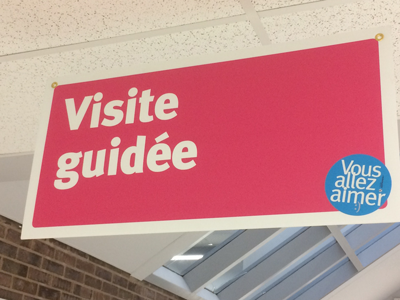 Visite
guidée
Vous
allez
aimer
:)